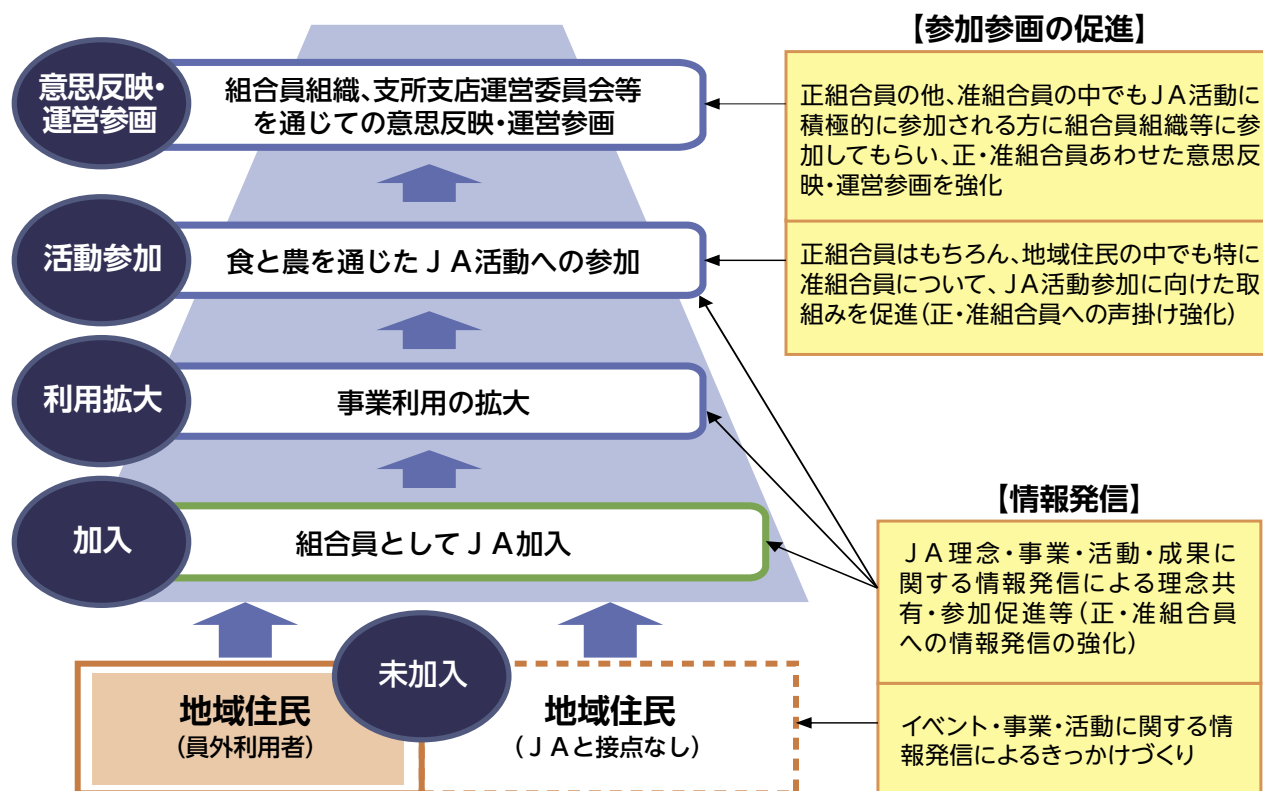 【参加参画の促進】
意思反映・
運営参画
組合員組織、支所支店運営委員会等
を通じての意思反映・運営参画
正組合員の他、准組合員の中でもＪＡ活動に
積極的に参加される方に組合員組織等に参
加してもらい、正・准組合員あわせた意思反
映・運営参画を強化
活動参加
食と農を通じたＪＡ活動への参加
正組合員はもちろん、地域住民の中でも特に
准組合員について、ＪＡ活動参加に向けた取
組みを促進（正・准組合員への声掛け強化）
利用拡大
事業利用の拡大
加入
組合員としてＪＡ加入
【情報発信】
ＪＡ理念・事業・活動・成果に
関する情報発信による理念共
有・参加促進等（正・准組合員
への情報発信の強化）
未加入
地域住民
（員外利用者）
地域住民
（ＪＡと接点なし）
イベント・事業・活動に関する情
報発信によるきっかけづくり